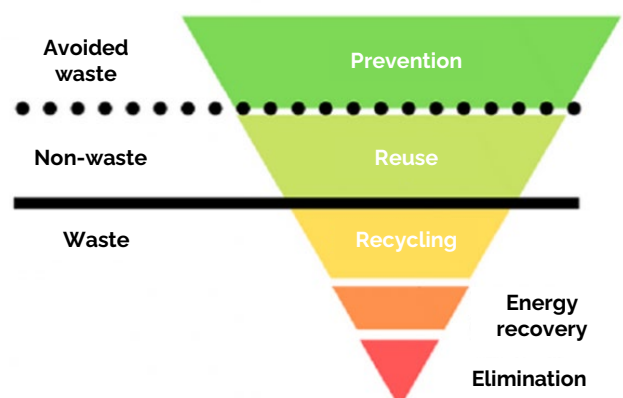 Avoided
waste
Prevention
Non-waste
Reuse
Waste
Recycling
Energy
recovery
Elimination